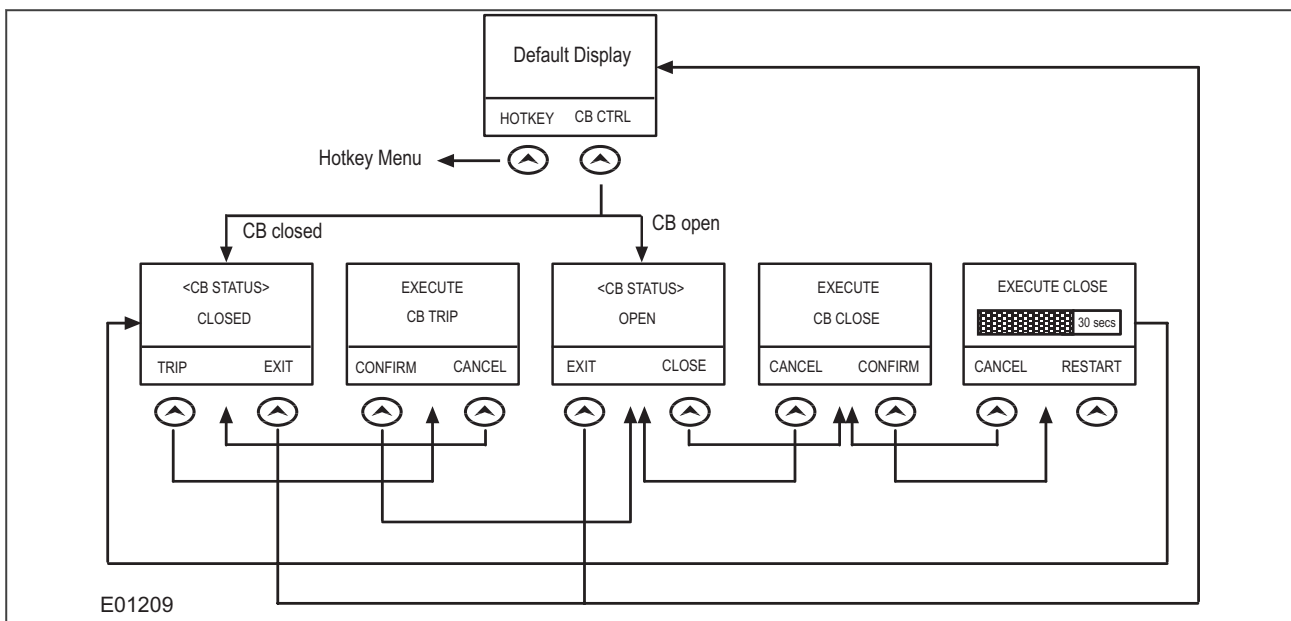 Default Display
HOTKEY CB CTRL
Hotkey Menu
CB closed
CB open
<CB STATUS>
CLOSED
TRIP EXIT
EXECUTE
CB TRIP
CONFIRM CANCEL
<CB STATUS>
OPEN
EXIT CLOSE
EXECUTE
CB CLOSE
CANCEL CONFIRM
EXECUTE CLOSE
30 secs
CANCEL RESTART
E01209